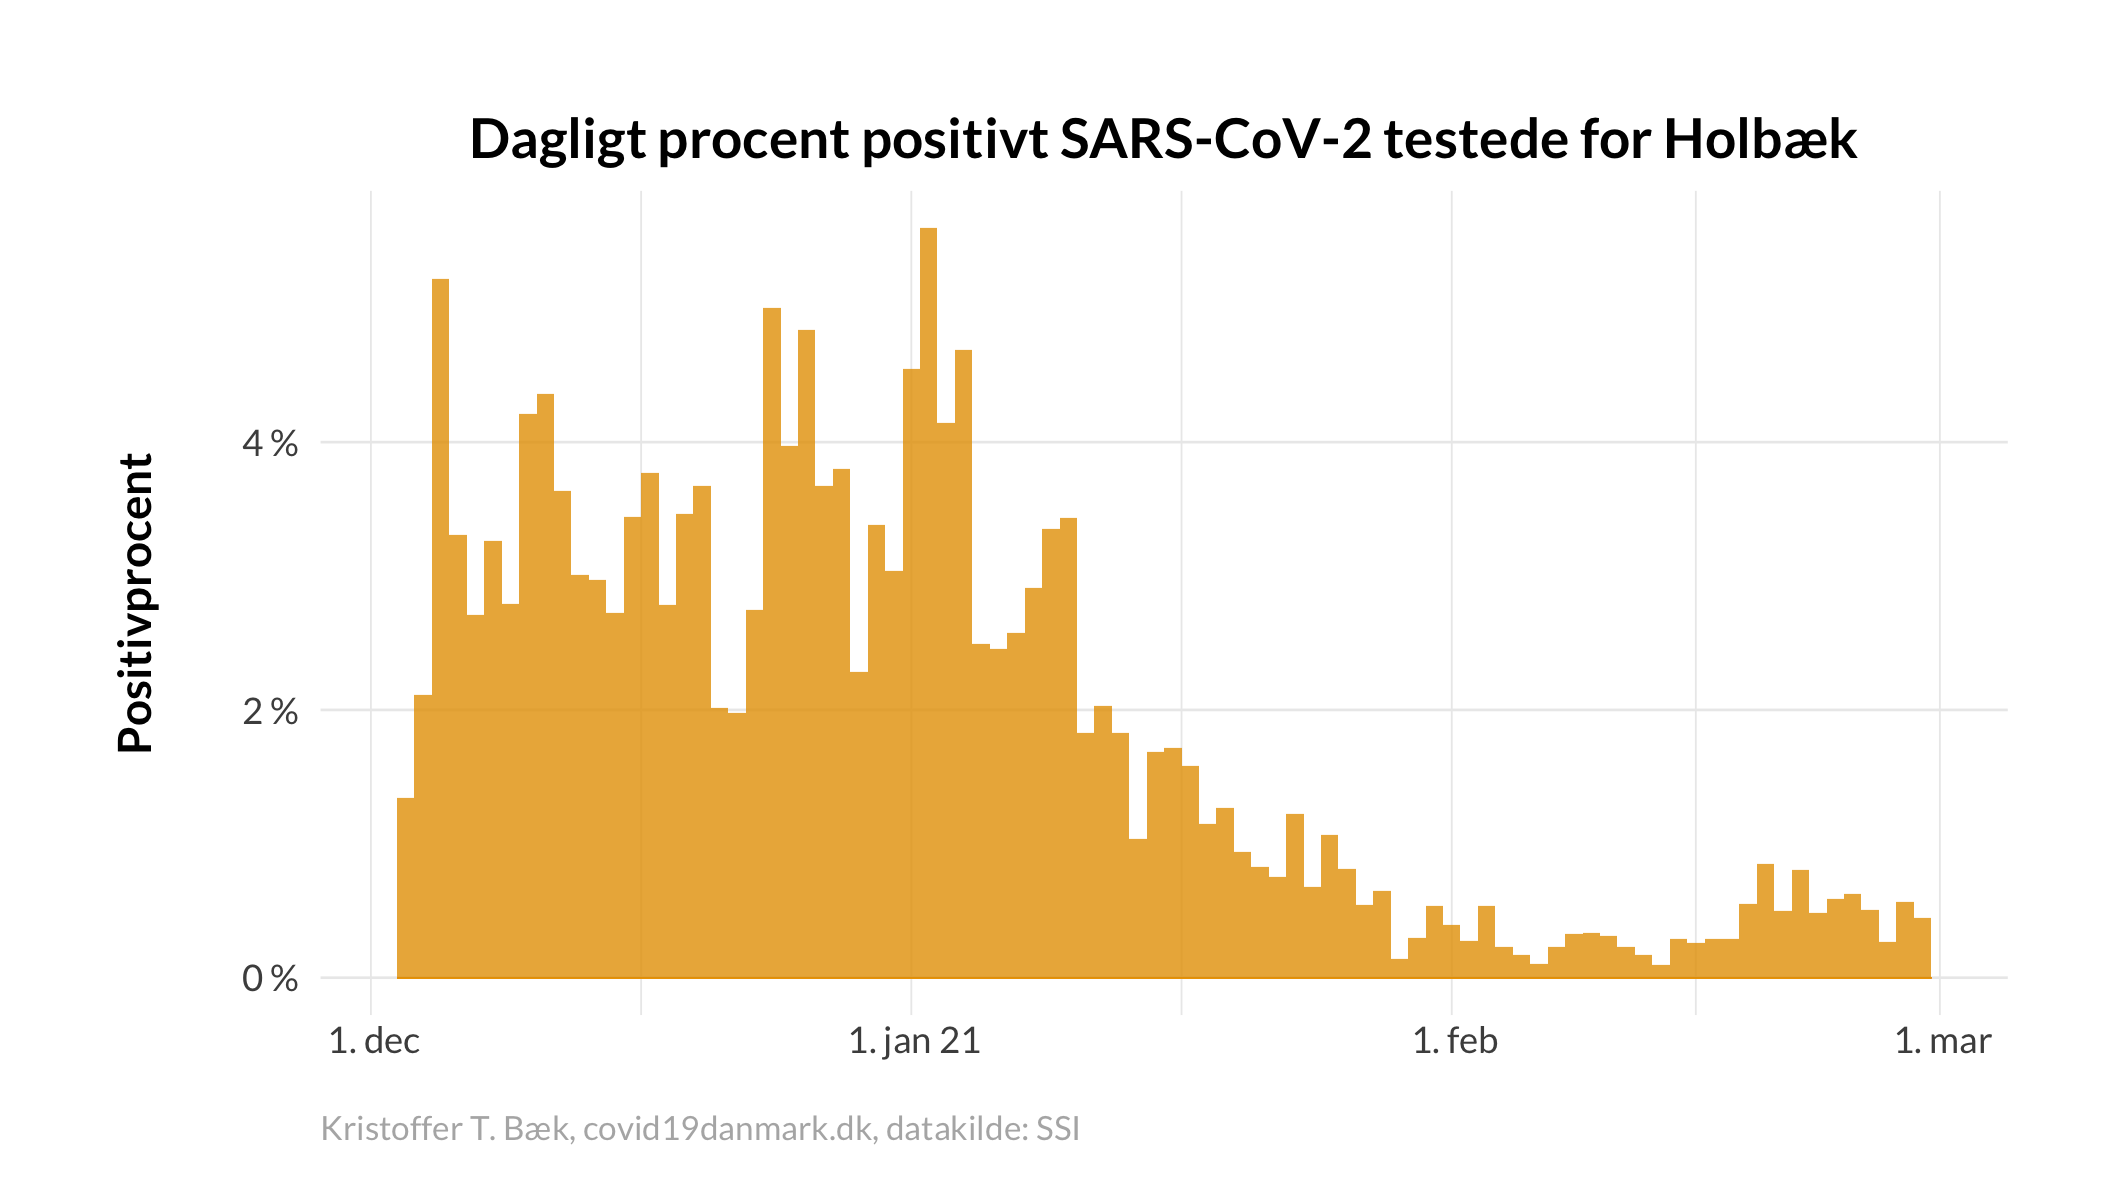 Dagligt procent positivt SARS-CoV-2 testede for Holbæk
Positivprocent
4 %
2 %
0 %
1. dec
1. jan 21
1. feb
1. mar
Kristoffer T. Bæk, covid19danmark.dk, datakilde: SSI